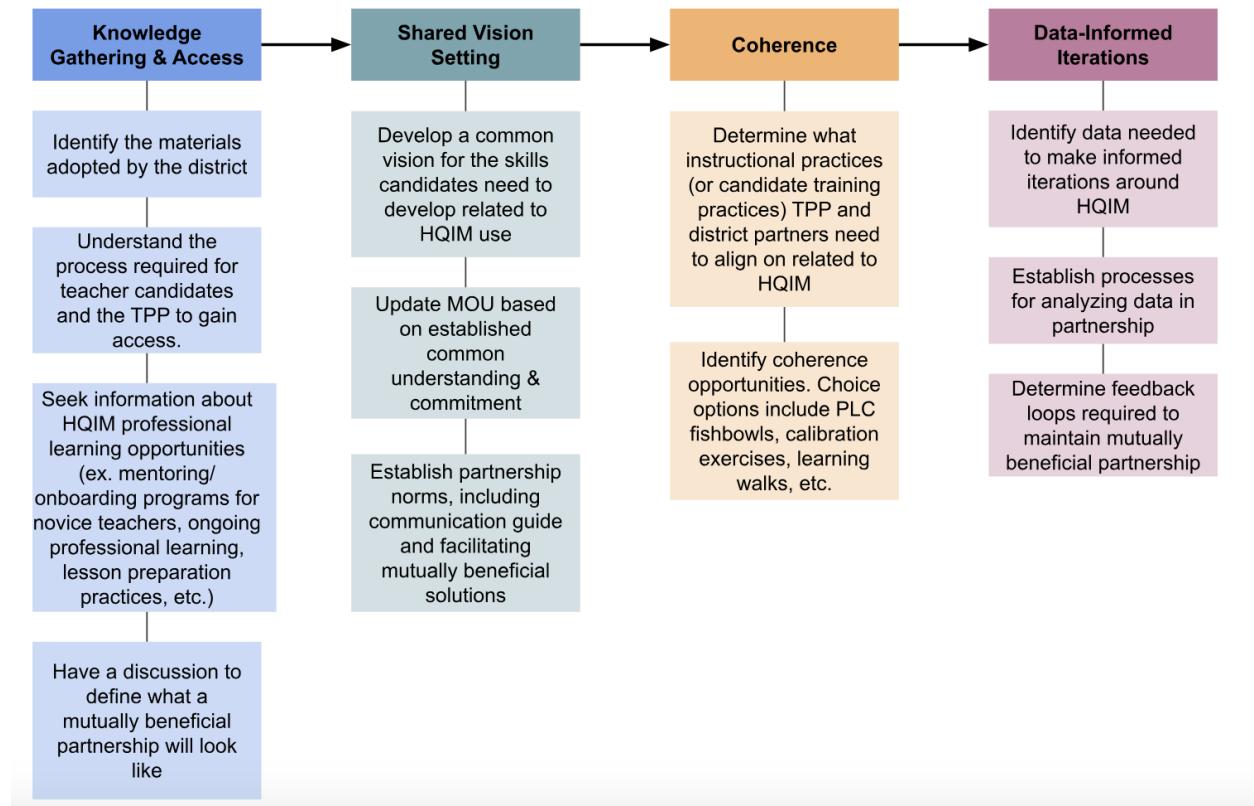 Knowledge
Gathering & Access
Identify the materials
adopted by the district
Understand the
process required for
teacher candidates
and the TPP to gain
access.
Seek information about
HQIM professional
learning opportunities
(ex. mentoring/
onboarding programs for
novice teachers, ongoing
professional learning,
lesson preparation
practices, etc.)
Have a discussion to
define what a
mutually beneficial
partnership will look
like
Shared Vision
Setting
Develop a common
vision for the skills
candidates need to
develop related to
HQIM use
Update MOU based
on established
common
understanding &
commitment
Establish partnership
norms, including
communication guide
and facilitating
mutually beneficial
solutions
Coherence
Determine what
instructional practices
(or candidate training
practices) TPP and
district partners need
to align on related to
HQIM
Identify coherence
opportunities. Choice
options include PLC
fishbowls, calibration
exercises, learning
walks, etc.
Data-Informed
Iterations
Identify data needed
to make informed
iterations around
HQIM
Establish processes
for analyzing data in
partnership
Determine feedback
loops required to
maintain mutually
beneficial partnership